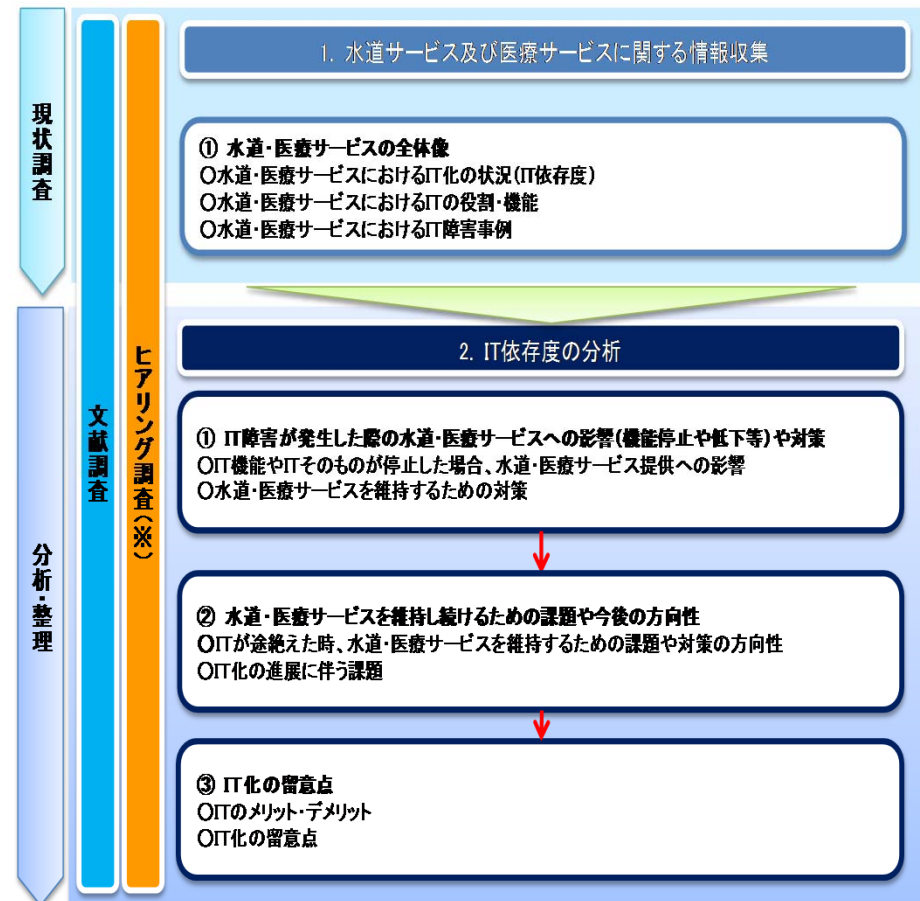 現状調査
分析・整理
文献調査
ヒアリング調査(※)
1. 水道サービス及び医療サービスに関する情報収集
① 水道・医療サービスの全体像
○水道・医療サービスにおけるIT化の状況(IT依存度)
○水道・医療サービスにおけるITの役割・機能
○水道・医療サービスにおけるIT障害事例
2. IT依存度の分析
① IT障害が発生した際の水道・医療サービスへの影響(機能停止や低下等)や対策
○IT機能やITそのものが停止した場合、水道・医療サービス提供への影響
○水道・医療サービスを維持するための対策
② 水道・医療サービスを維持し続けるための課題や今後の方向性
○ITが途絶えた時、水道・医療サービスを維持するための課題や対策の方向性
○IT化の進展に伴う課題
③ IT化の留意点
○ITのメリット・デメリット
○IT化の留意点